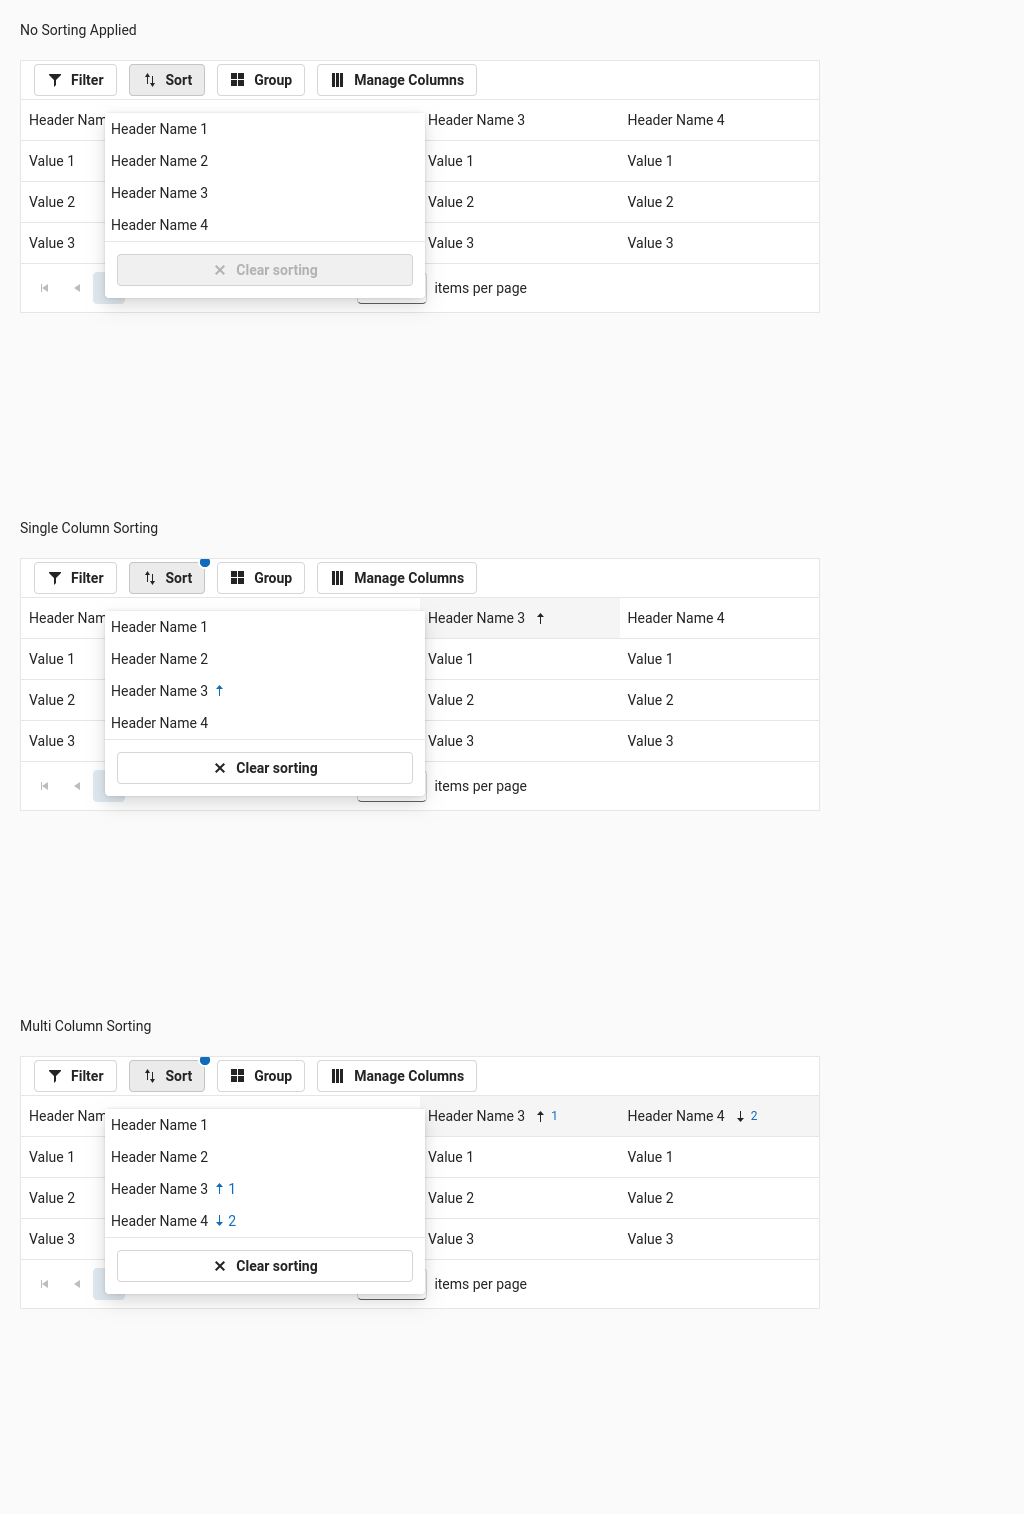 No Sorting Applied
Filter Sort Group Manage Columns
Header Nam Header Name 3 Header Name 4
Header Name 1
Value 1 Header Name 2 Value 1 Value 1
Header Name 3
Value 2 Value 2 Value 2
Header Name 4
Value 3 Value 3 Value 3
Clear sorting
items per page
Single Column Sorting
Filter Sort Group Manage Columns
Header Nam Header Name 3 Header Name 4
Header Name 1
Value 1 Header Name 2 Value 1 Value 1
Header Name 3
Value 2 Value 2 Value 2
Header Name 4
Value 3 Value 3 Value 3
Clear sorting
items per page
Multi Column Sorting
Filter Sort Group Manage Columns
Header Nam Header Name 3 1 Header Name 4 2
Header Name 1
Value 1 Header Name 2 Value 1 Value 1
Header Name 3 1
Value 2 Value 2 Value 2
Header Name 4 2
Value 3 Value 3 Value 3
Clear sorting
items per page